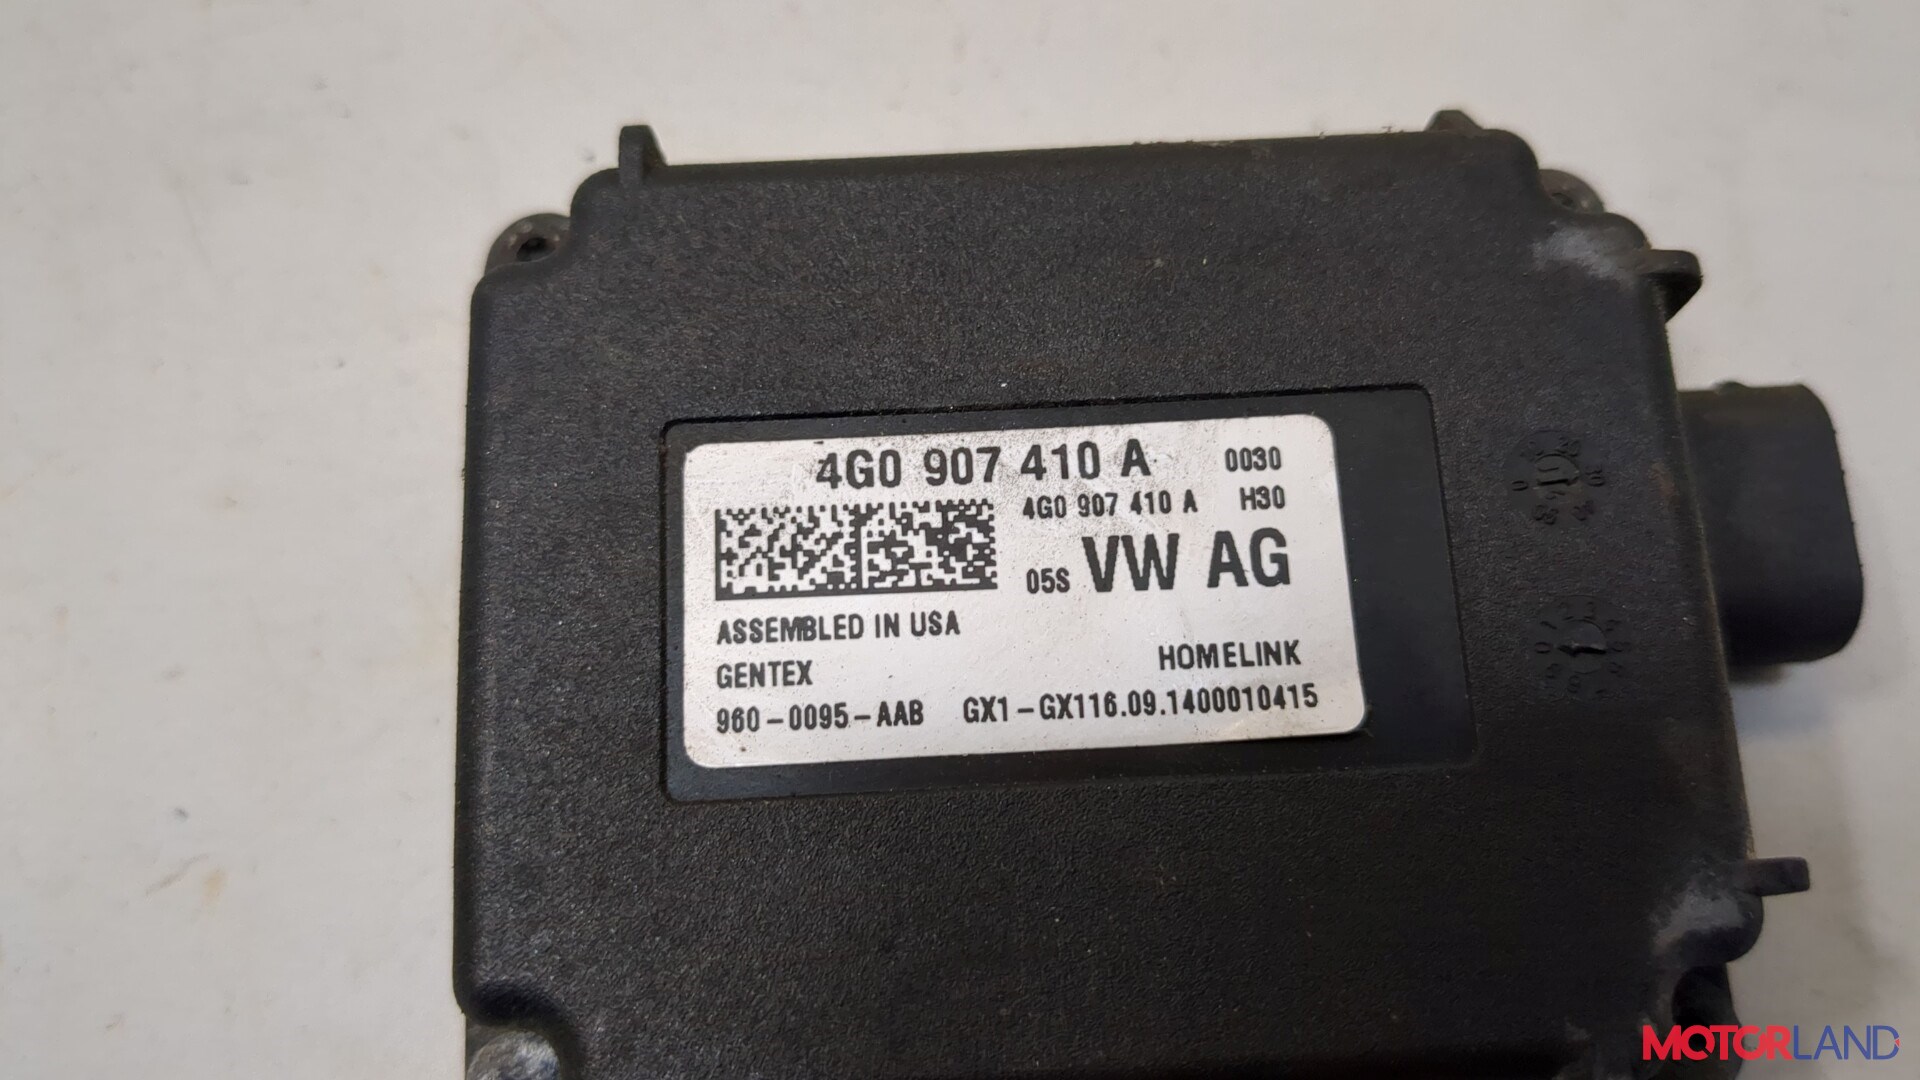 4G0 907 410 A 0030
4G0 907 410 A H30
05S VW AG
ASSEMBLED IN USA
GENTEX HOMELINK
960-0095-AAB GX1-GX116.09.1400010415
MOTORLAND